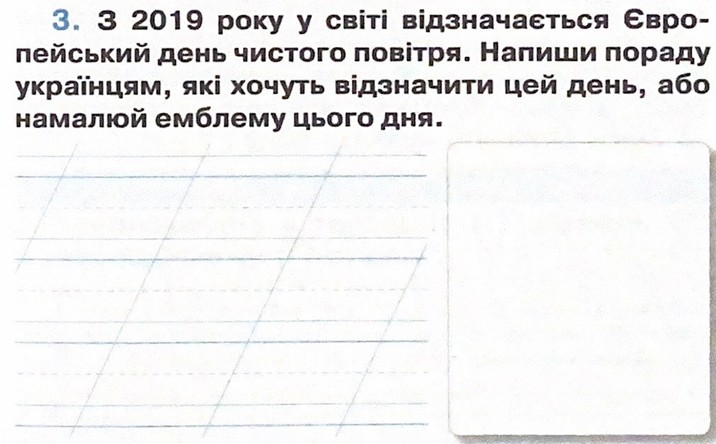 3. З 2019 року у світі відзначається Євро-
пейський день чистого повітря. Напиши пораду
українцям, які хочуть відзначити цей день, або
намалюй емблему цього дня.